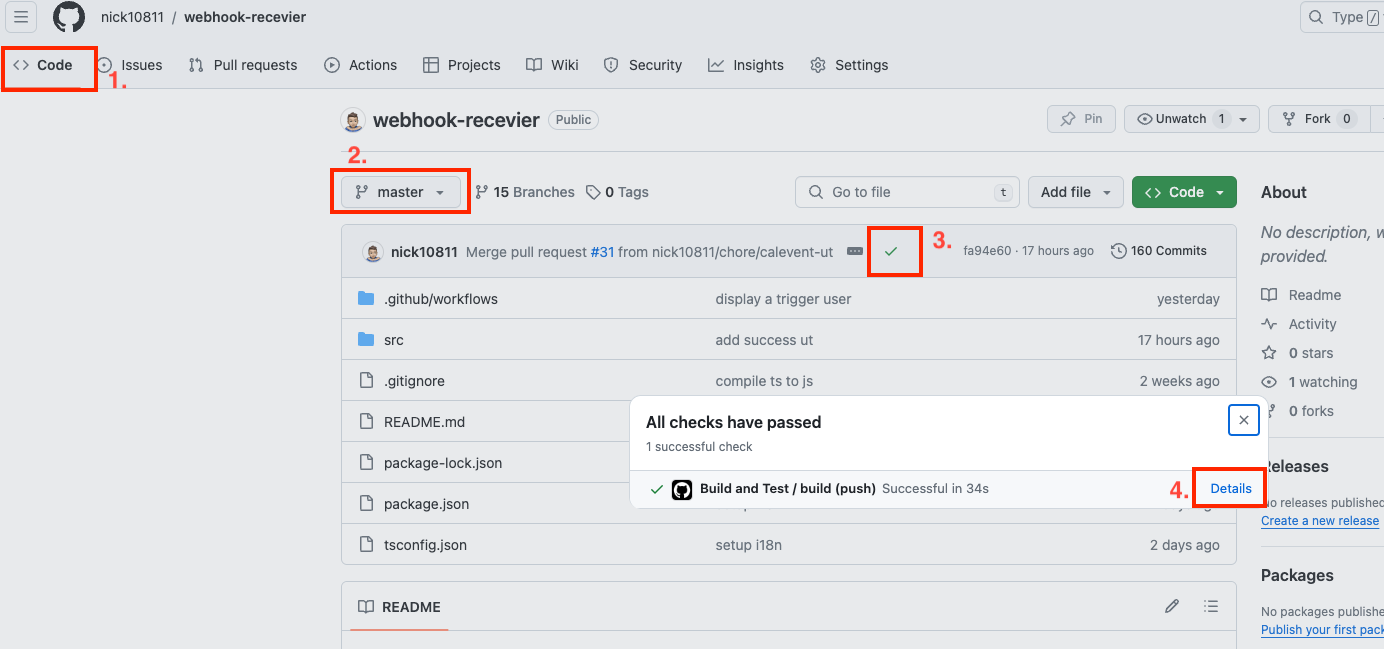 nick10811 / webhook-recevier
Type /
Code
1.
Issues
Pull requests
Actions
Projects
Wiki
Security
Insights
Settings
webhook-recevier Public
Pin
Unwatch 1
Fork 0
2.
master
15 Branches
0 Tags
Go to file t
Add file
Code
About
nick10811 Merge pull request #31 from nick10811/chore/calevent-ut
3.
fa94e60 · 17 hours ago
160 Commits
No description, w
provided.
.github/workflows display a trigger user yesterday
src add success ut 17 hours ago
.gitignore compile ts to js 2 weeks ago
README.md
package-lock.json
package.json
tsconfig.json setup i18n 2 days ago
Readme
Activity
0 stars
1 watching
0 forks
All checks have passed
1 successful check
Build and Test / build (push) Successful in 34s
4.
Details
Releases
No releases published
Create a new release
Packages
No packages publishe
Publish your first pack
README